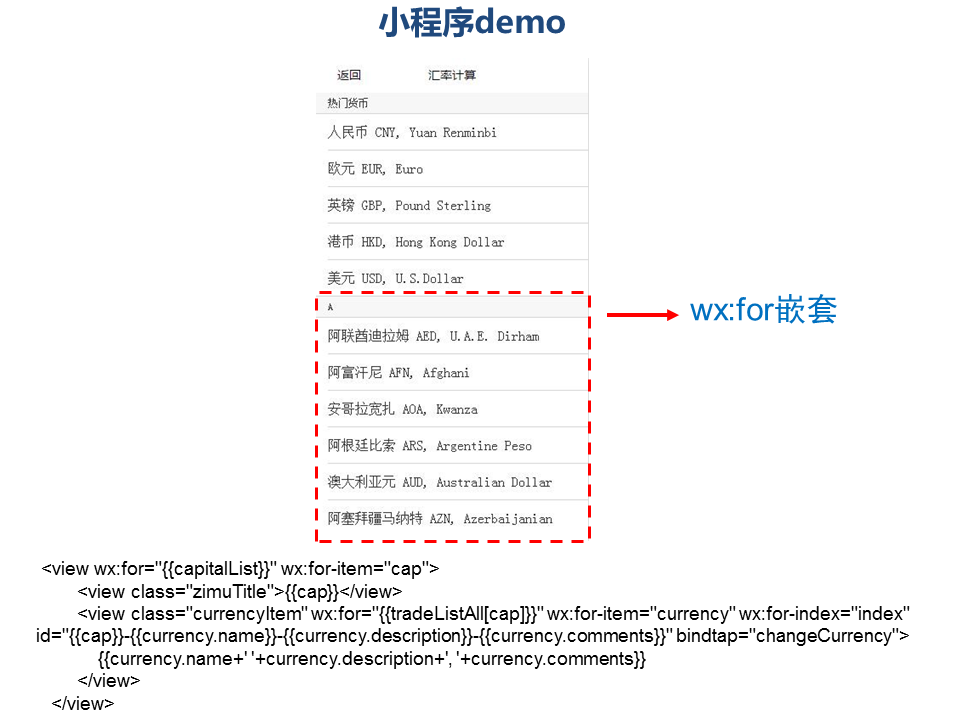 小程序demo
返回 汇率计算
热门货币
人民币 CNY, Yuan Renminbi
欧元 EUR, Euro
英镑 GBP, Pound Sterling
港币 HKD, Hong Kong Dollar
美元 USD, U.S.Dollar
A
wx:for嵌套
阿联酋迪拉姆 AED, U.A.E. Dirham
阿富汗尼 AFN, Afghani
安哥拉宽扎 AOA, Kwanza
阿根廷比索 ARS, Argentine Peso
澳大利亚元 AUD, Australian Dollar
阿塞拜疆马纳特 AZN, Azerbaijanian
<view wx:for="{{capitalList}}" wx:for-item="cap">
<view class="zimuTitle">{{cap}}</view>
<view class="currencyItem" wx:for="{{tradeListAll[cap]}}" wx:for-item="currency" wx:for-index="index"
id="{{cap}}-{{currency.name}}-{{currency.description}}-{{currency.comments}}" bindtap="changeCurrency">
{{currency.name+' '+currency.description+', '+currency.comments}}
</view>
</view>